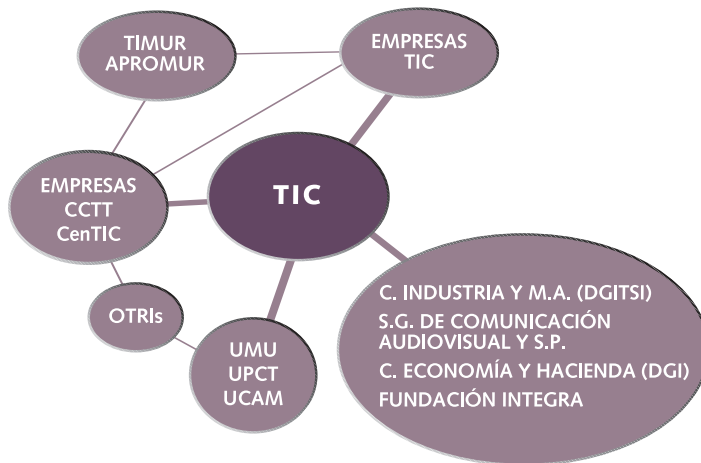 TIMUR
APROMUR
EMPRESAS
TIC
TIC
EMPRESAS
CCTT
CenTIC
OTRIs
UMU
UPCT
UCAM
C. INDUSTRIA Y M.A. (DGITSI)
S.G. DE COMUNICACIÓN
AUDIOVISUAL Y S.P.
C. ECONOMÍA Y HACIENDA (DGI)
FUNDACIÓN INTEGRA